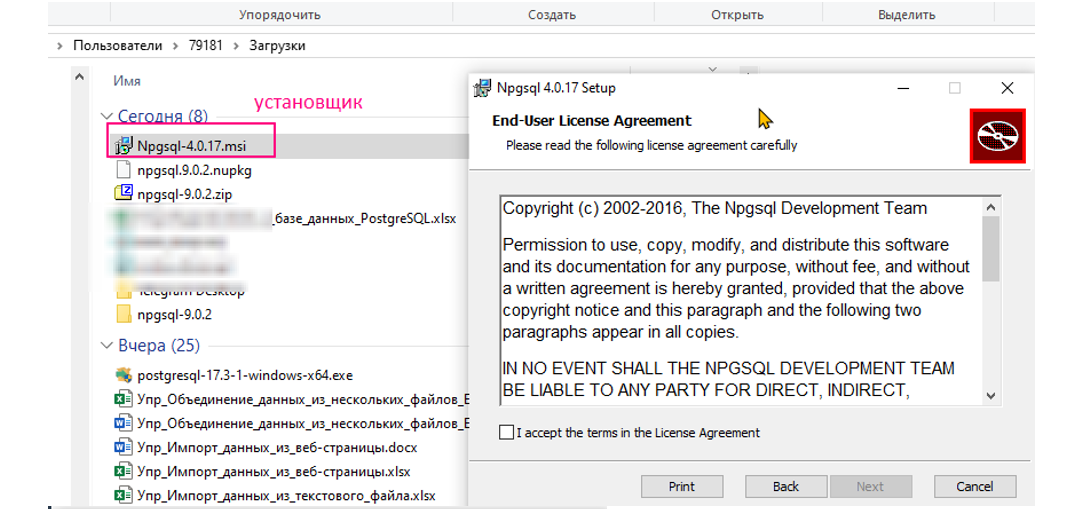 Упорядочить
Создать
Открыть
Выделить
Пользователи > 79181 > Загрузки
Имя
установщик
Сегодня (8)
Npgsql-4.0.17.msi
npgsql.9.0.2.nupkg
npgsql-9.0.2.zip
_базе_данных_PostgreSQL.xlsx
Telegram Desktop
npgsql-9.0.2
Вчера (25)
postgresql-17.3-1-windows-x64.exe
Упр_Объединение_данных_из_нескольких_файлов_E
Упр_Объединение_данных_из_нескольких_файлов_E
Упр_Импорт_данных_из_веб-страницы.docx
Упр_Импорт_данных_из_веб-страницы.xlsx
Упр_Импорт_данных_из_текстового_файла.xlsx
Npgsql 4.0.17 Setup
End-User License Agreement
Please read the following license agreement carefully
Copyright (c) 2002-2016, The Npgsql Development Team
Permission to use, copy, modify, and distribute this software
and its documentation for any purpose, without fee, and without
a written agreement is hereby granted, provided that the above
copyright notice and this paragraph and the following two
paragraphs appear in all copies.
IN NO EVENT SHALL THE NPGSQL DEVELOPMENT TEAM
BE LIABLE TO ANY PARTY FOR DIRECT, INDIRECT,
I accept the terms in the License Agreement
Print
Back
Next
Cancel